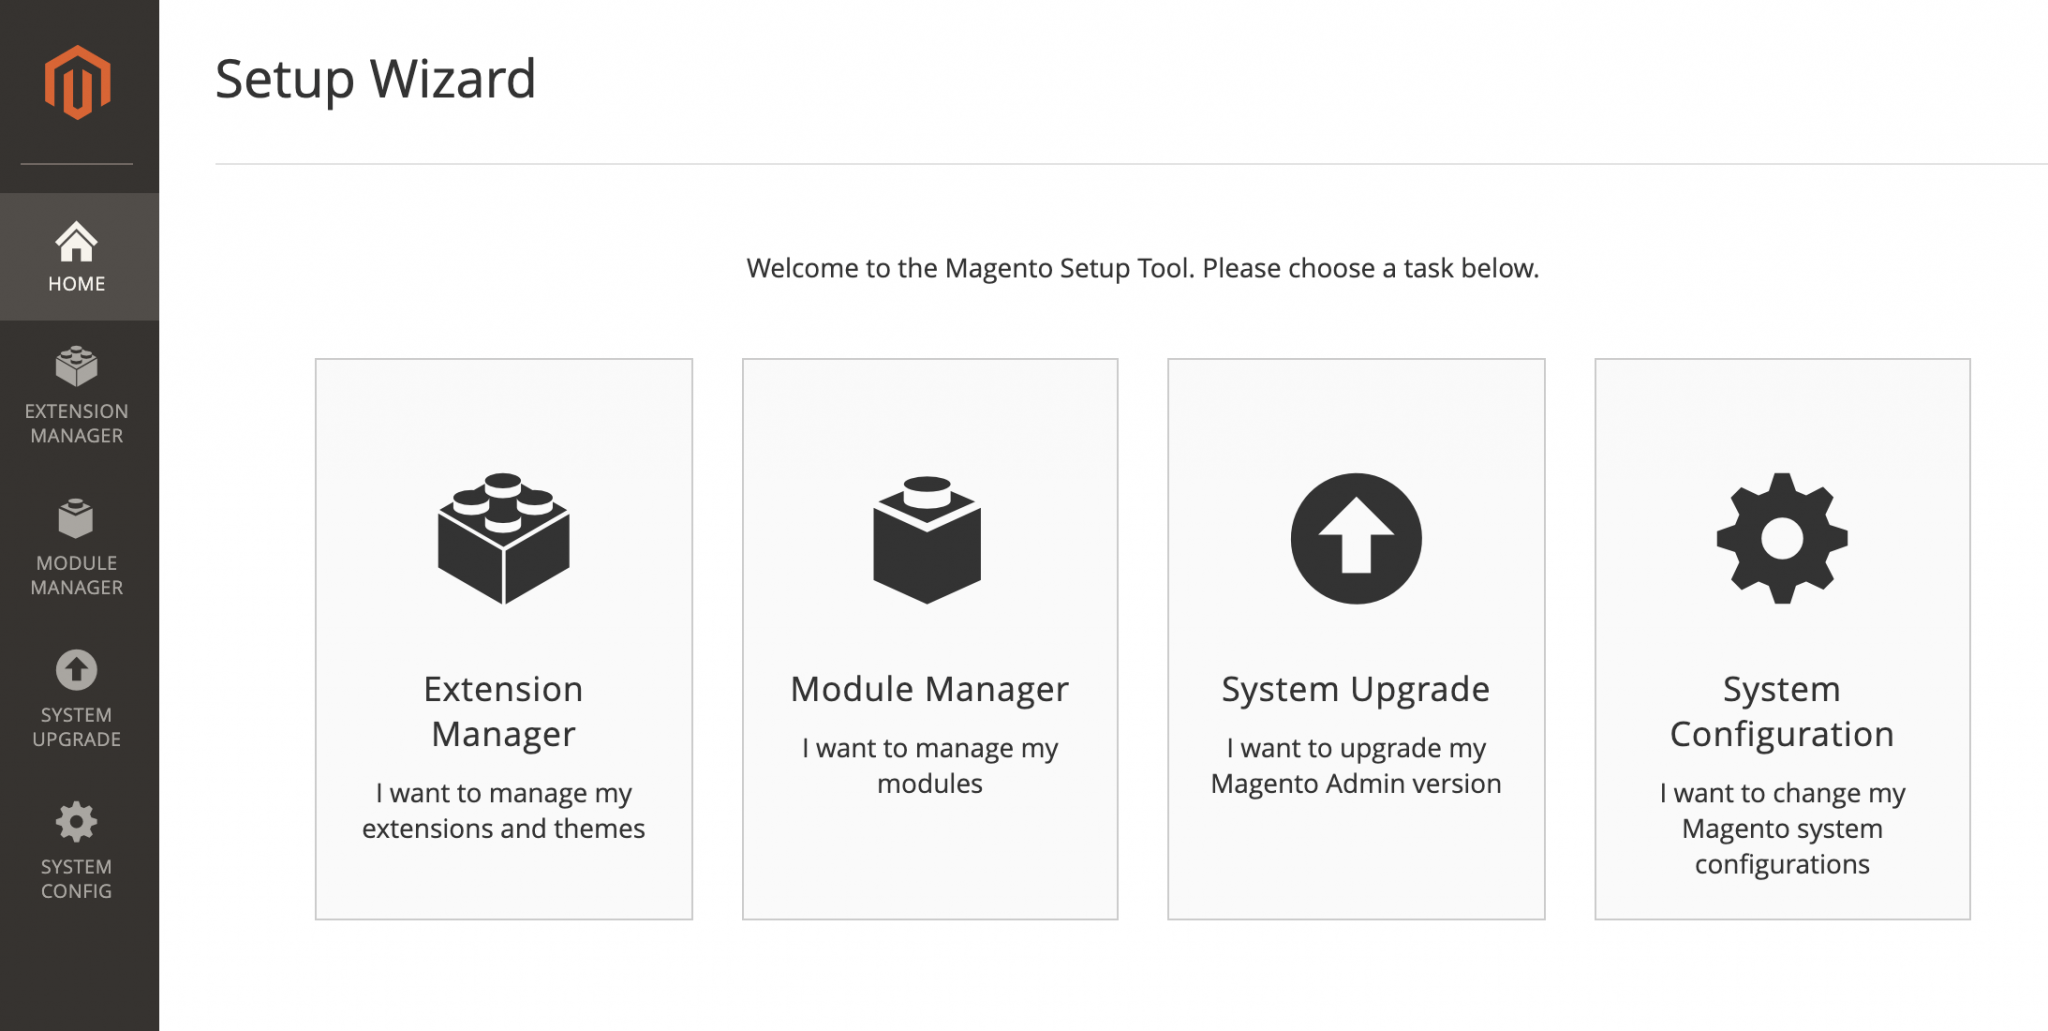 Setup Wizard
HOME
EXTENSION
MANAGER
MODULE
MANAGER
SYSTEM
UPGRADE
SYSTEM
CONFIG
Welcome to the Magento Setup Tool. Please choose a task below.
Extension
Manager
I want to manage my
extensions and themes
Module Manager
I want to manage my
modules
System Upgrade
I want to upgrade my
Magento Admin version
System
Configuration
I want to change my
Magento system
configurations